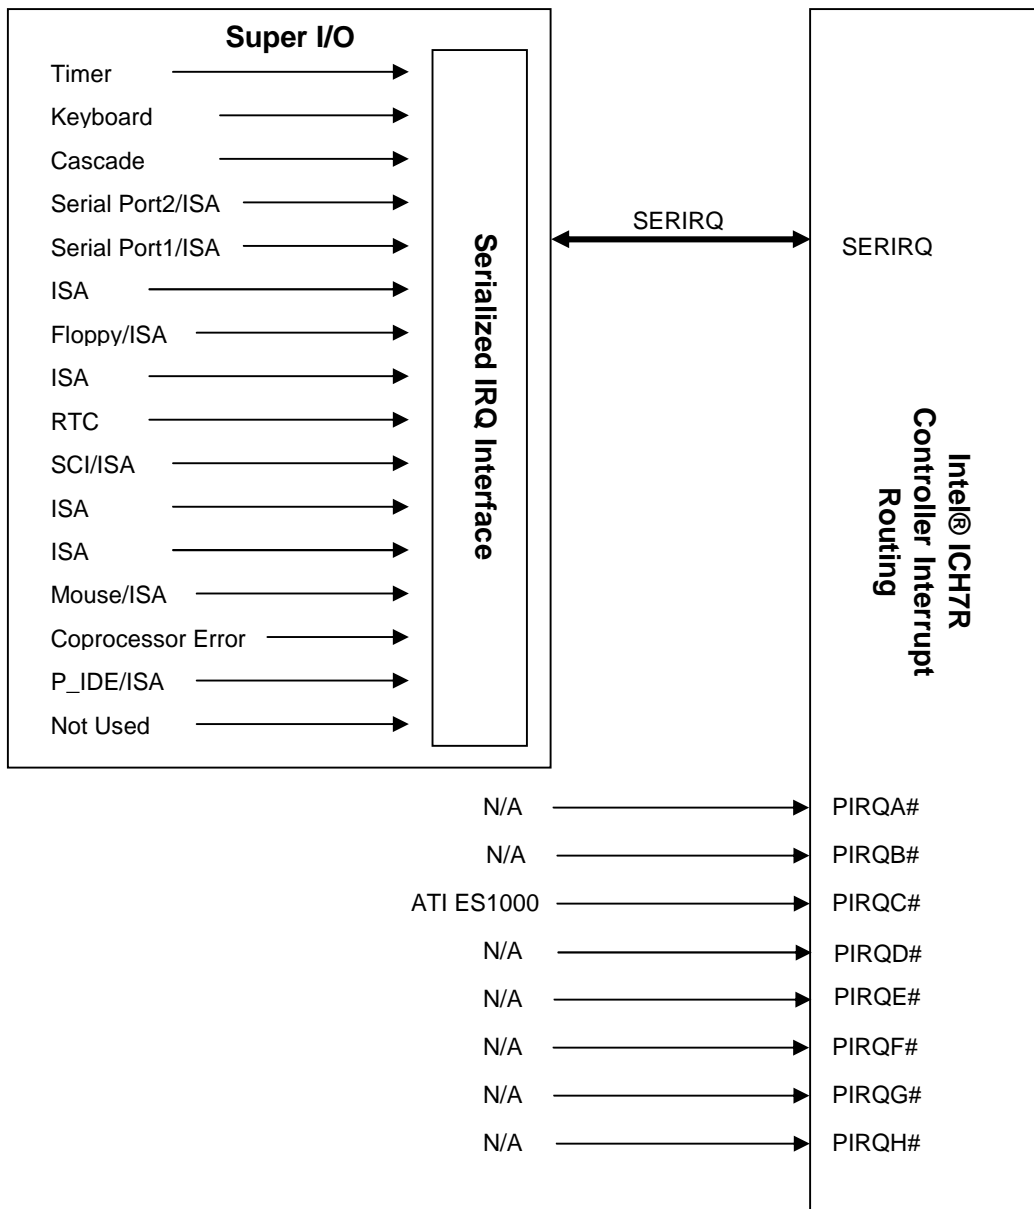 Super I/O
Timer
Keyboard
Cascade
Serial Port2/ISA
Serial Port1/ISA
ISA
Floppy/ISA
ISA
RTC
SCI/ISA
ISA
ISA
Mouse/ISA
Coprocessor Error
P_IDE/ISA
Not Used
Serialized IRQ Interface
SERIRQ
SERIRQ
Intel® ICH7R
Controller Interrupt
Routing
N/A PIRQA#
N/A PIRQB#
ATI ES1000 PIRQC#
N/A PIRQD#
N/A PIRQE#
N/A PIRQF#
N/A PIRQG#
N/A PIRQH#